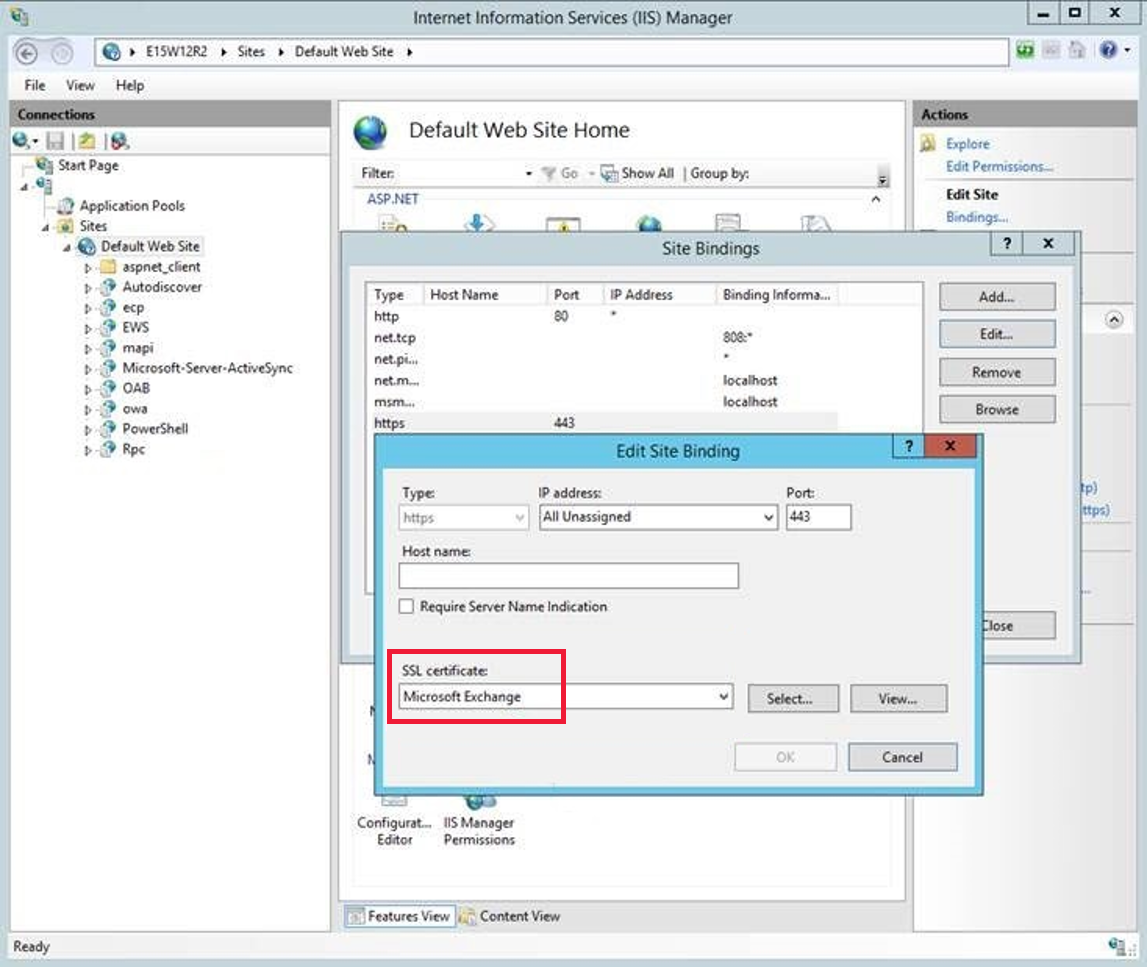 Internet Information Services (IIS) Manager
E15W12R2 Sites Default Web Site
File View Help
Connections
Start Page
Application Pools
Sites
Default Web Site
aspnet_client
Autodiscover
ecp
EWS
mapi
Microsoft-Server-ActiveSync
OAB
owa
PowerShell
Rpc
Default Web Site Home
Filter: Go Show All Group by:
ASP.NET
Actions
Explore
Edit Permissions...
Edit Site
Bindings...
Site Bindings
? X
Type Host Name Port IP Address Binding Informa...
http 80 *
net.tcp 808:*
net.pi... *
net.m... localhost
msm... localhost
https 443
Add...
Edit...
Remove
Browse
Close
tp)
ttps)
Edit Site Binding
? X
Type: IP address: Port:
https All Unassigned 443
Host name:
Require Server Name Indication
SSL certificate:
Microsoft Exchange Select... View...
OK Cancel
Configurat... IIS Manager
Editor Permissions
Features View Content View
Ready